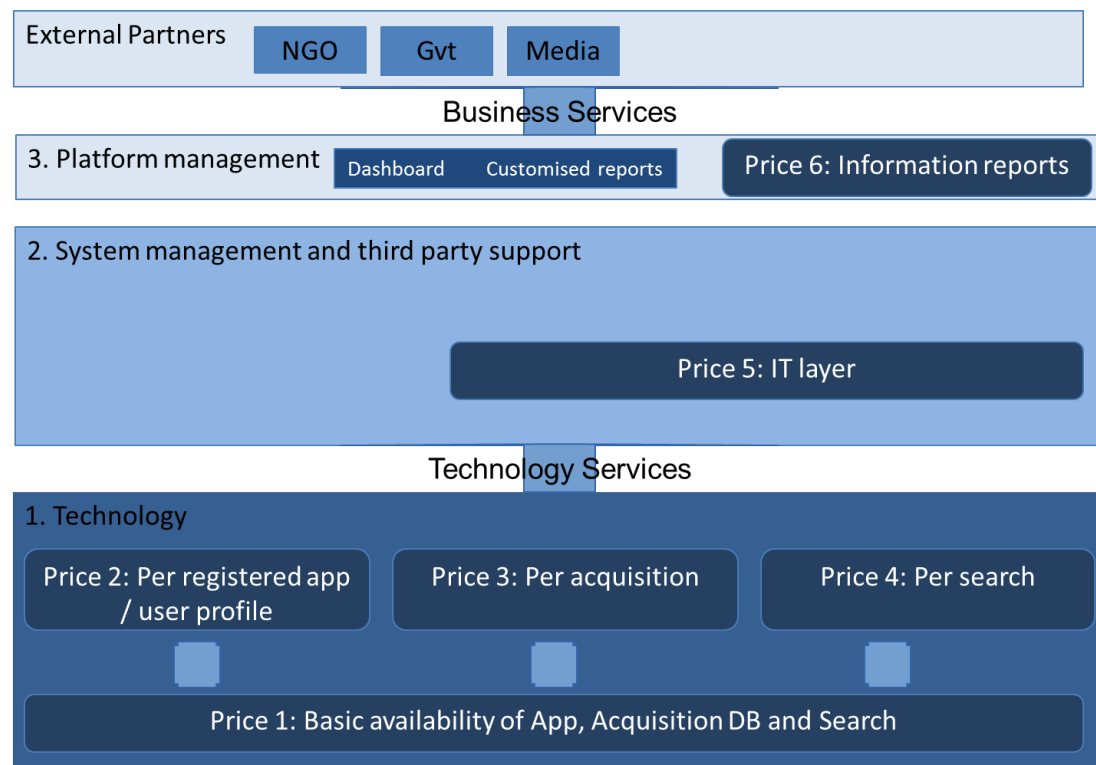 External Partners
NGO
Gvt
Media
Business Services
3. Platform management
Dashboard
Customised reports
Price 6: Information reports
2. System management and third party support
Price 5: IT layer
Technology Services
1. Technology
Price 2: Per registered app
/ user profile
Price 3: Per acquisition
Price 4: Per search
Price 1: Basic availability of App, Acquisition DB and Search